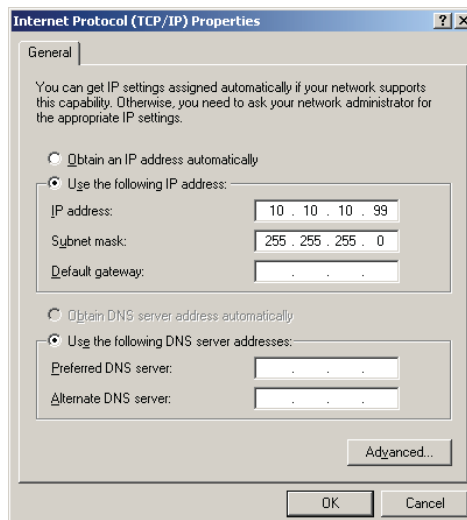 Internet Protocol (TCP/IP) Properties
General
You can get IP settings assigned automatically if your network supports
this capability. Otherwise, you need to ask your network administrator for
the appropriate IP settings.
Obtain an IP address automatically
Use the following IP address:
IP address: 10 . 10 . 10 . 99
Subnet mask: 255 . 255 . 255 . 0
Default gateway: . . .
Obtain DNS server address automatically
Use the following DNS server addresses:
Preferred DNS server: . . .
Alternate DNS server: . . .
Advanced...
OK Cancel